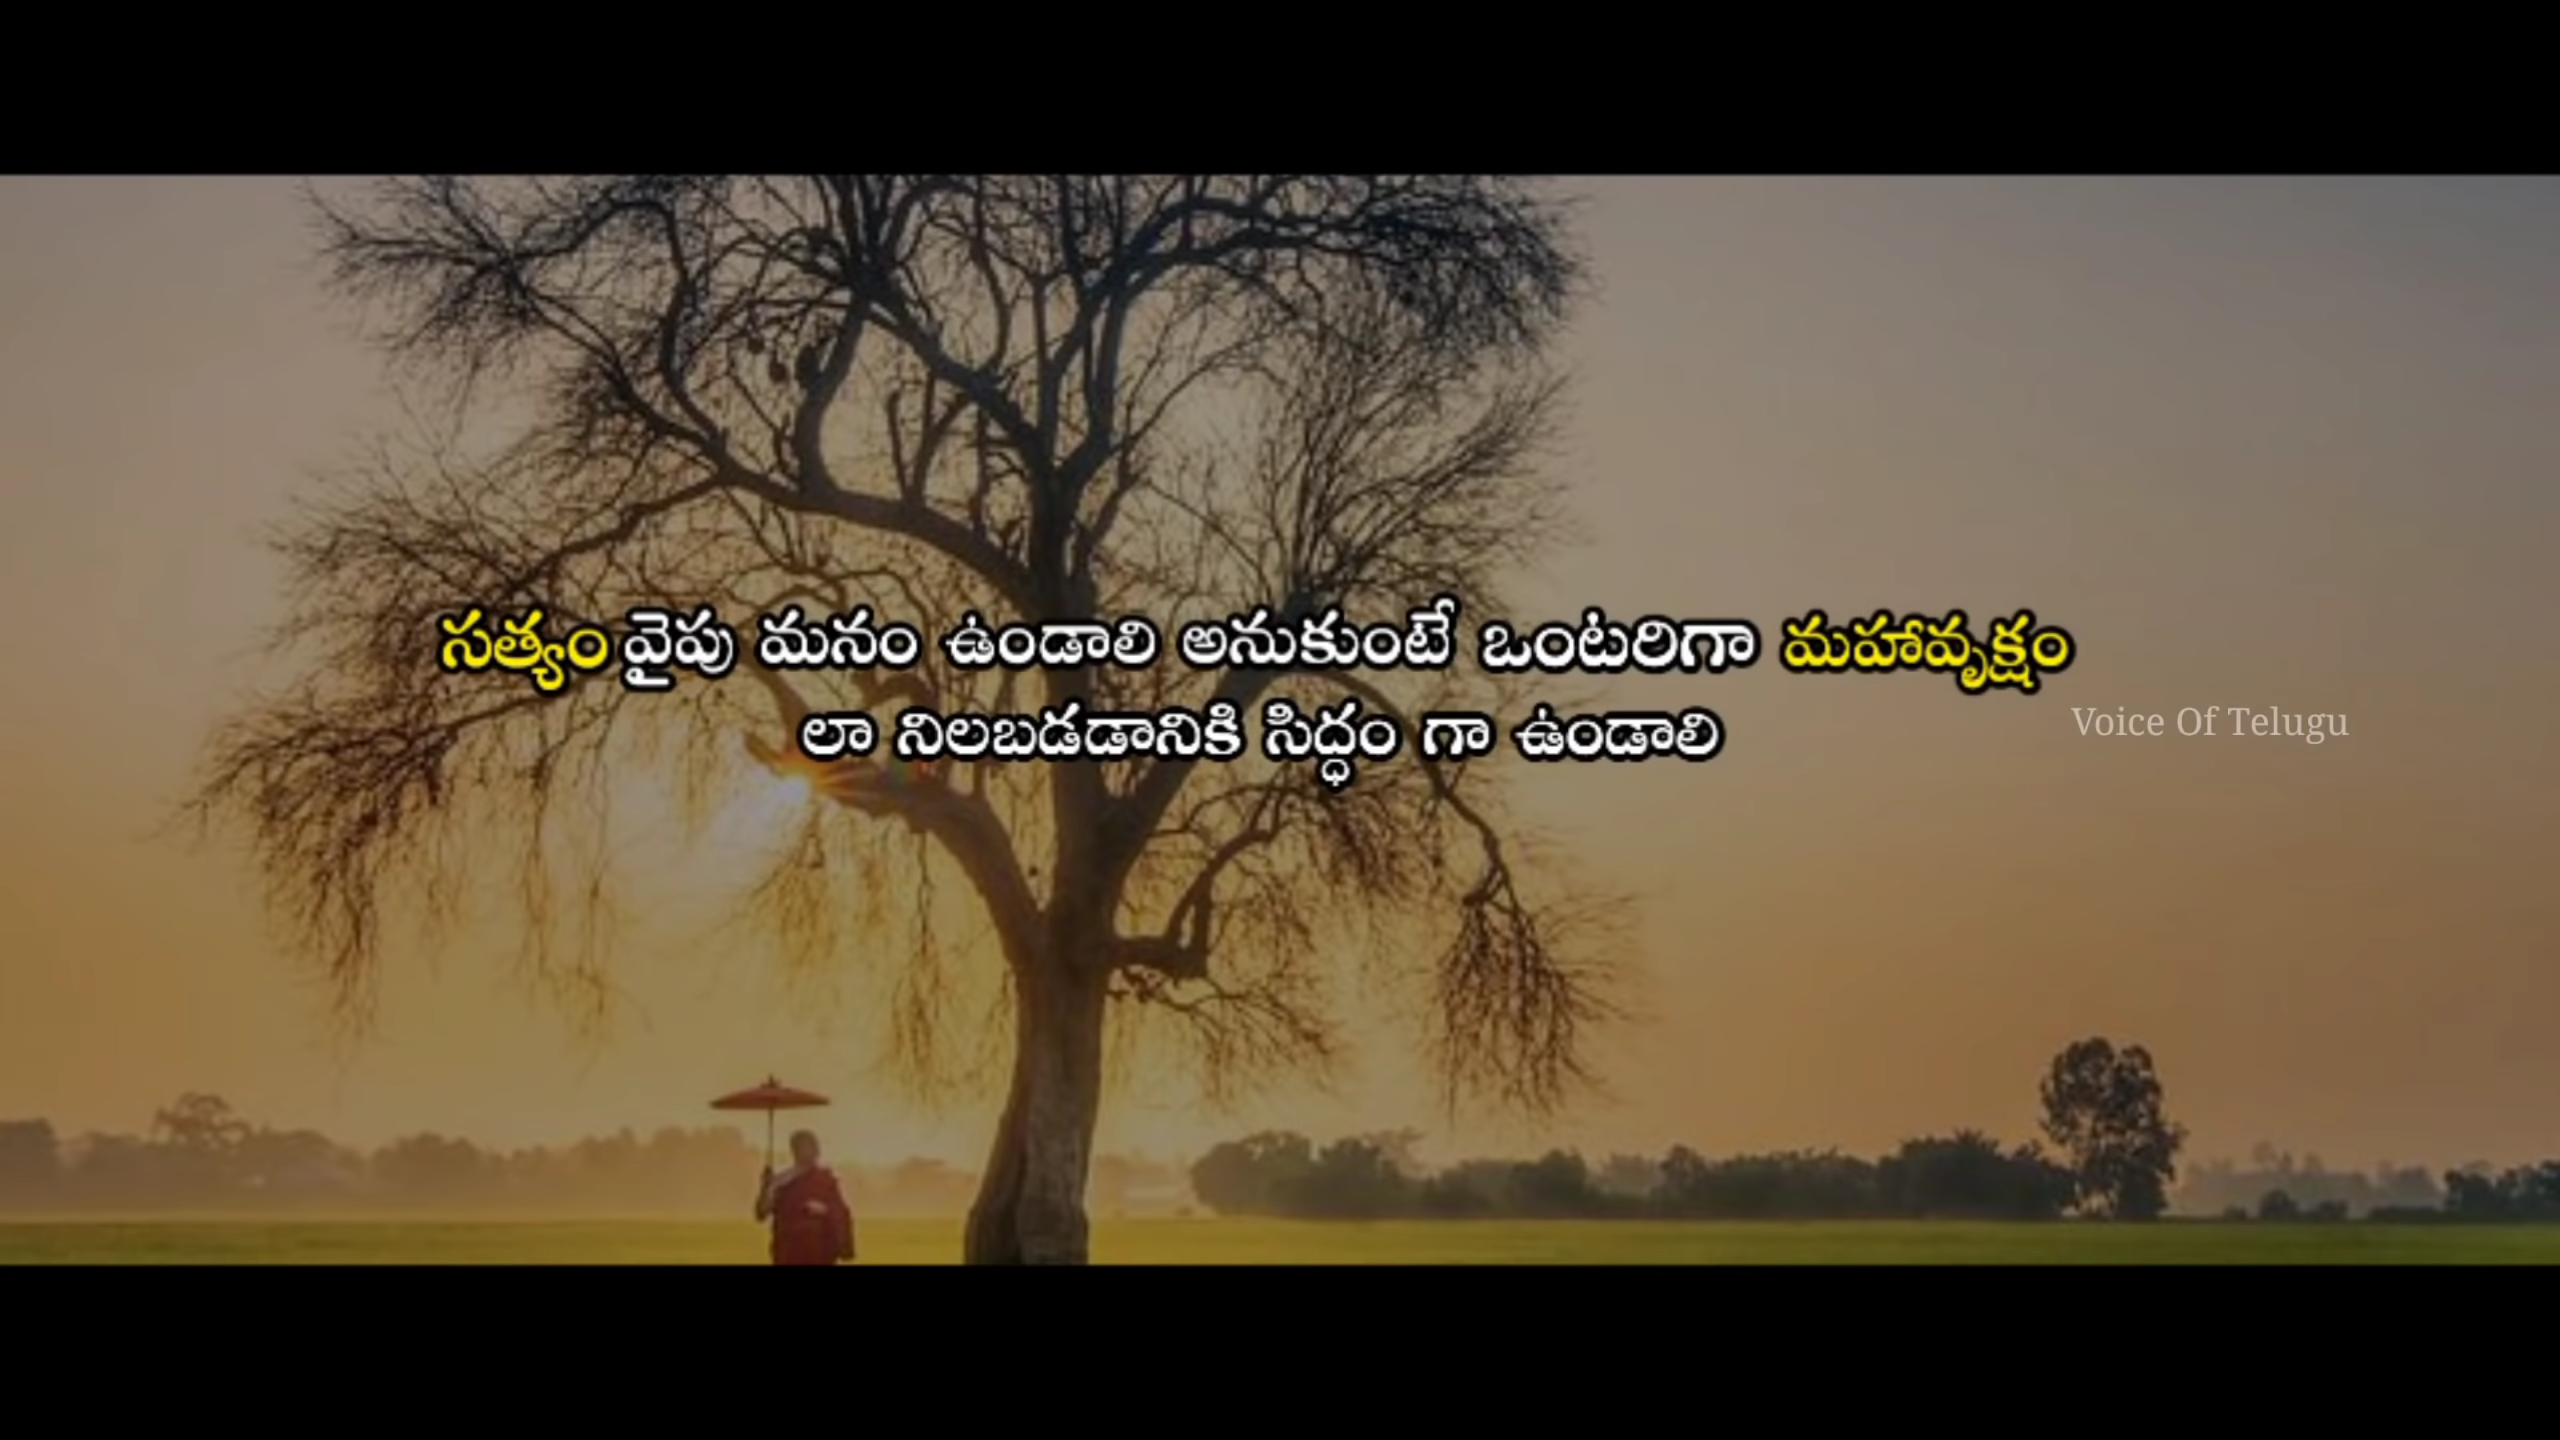 సత్యం వైపు మనం ఉండాలి అనుకుంటే ఒంటరిగా మహావృక్షం
లా నిలబడడానికి సిద్ధం గా ఉండాలి
Voice Of Telugu